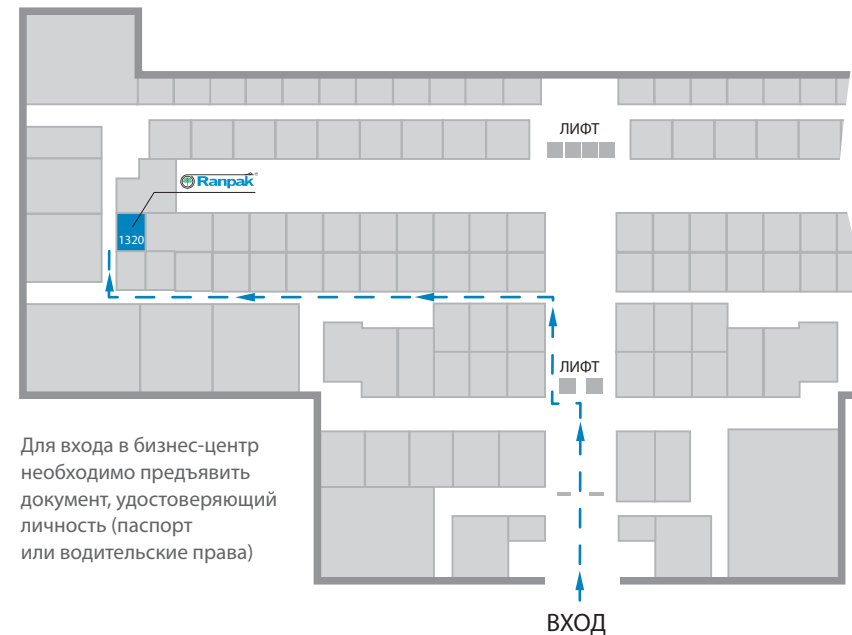 ЛИФТ
Ranpak
1320
ЛИФТ
Для входа в бизнес-центр
необходимо предъявить
документ, удостоверяющий
личность (паспорт
или водительские права)
ВХОД